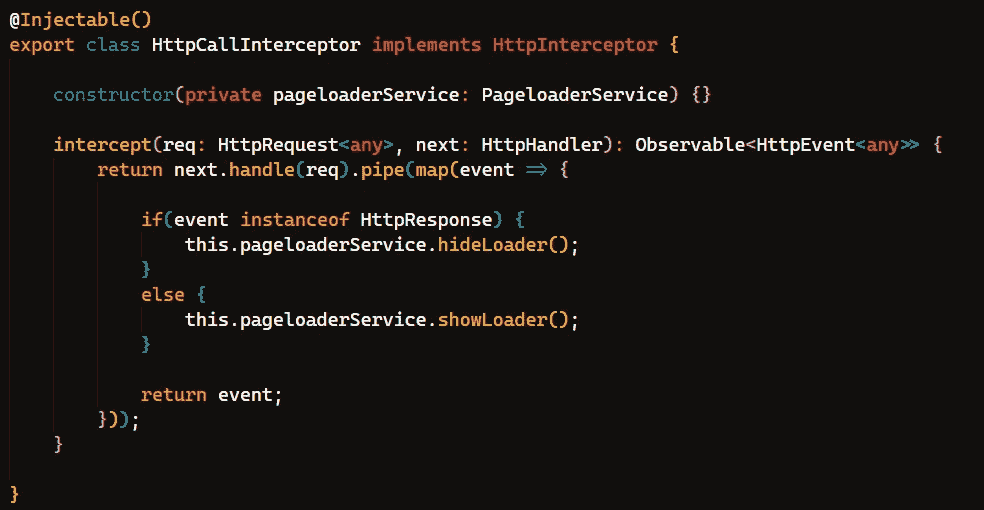 @Injectable()
export class HttpCallInterceptor implements HttpInterceptor {
constructor(private pageloaderService: PageloaderService) {}
intercept(req: HttpRequest<any>, next: HttpHandler): Observable<HttpEvent<any>> {
return next.handle(req).pipe(map(event => {
if(event instanceof HttpResponse) {
this.pageloaderService.hideLoader();
}
else {
this.pageloaderService.showLoader();
}
return event;
}));
}
}